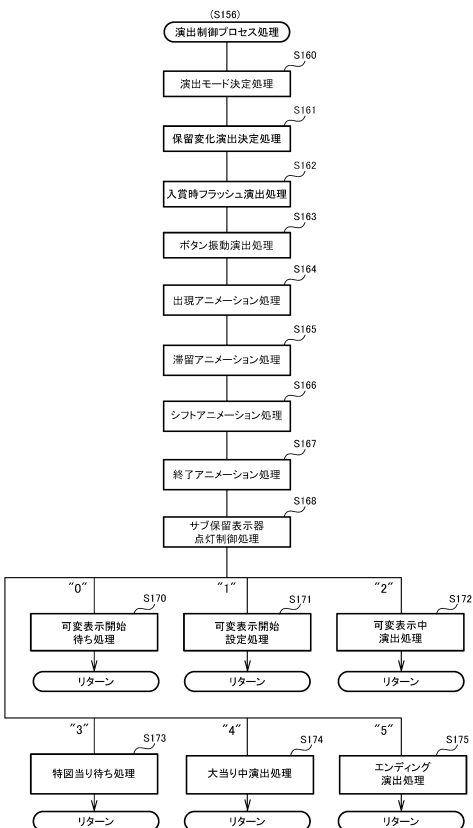 (S156)
演出制御プロセス処理
S160
演出モード決定処理
S161
保留変化演出決定処理
S162
入賞時フラッシュ演出処理
S163
ボタン振動演出処理
S164
出現アニメーション処理
S165
滞留アニメーション処理
S166
シフトアニメーション処理
S167
終了アニメーション処理
S168
サブ保留表示器
点灯制御処理
"0"
S170
可変表示開始
待ち処理
リターン
"1"
S171
可変表示開始
設定処理
リターン
"2"
S172
可変表示中
演出処理
リターン
"3"
S173
特図当り待ち処理
リターン
"4"
S174
大当り中演出処理
リターン
"5"
S175
エンディング
演出処理
リターン